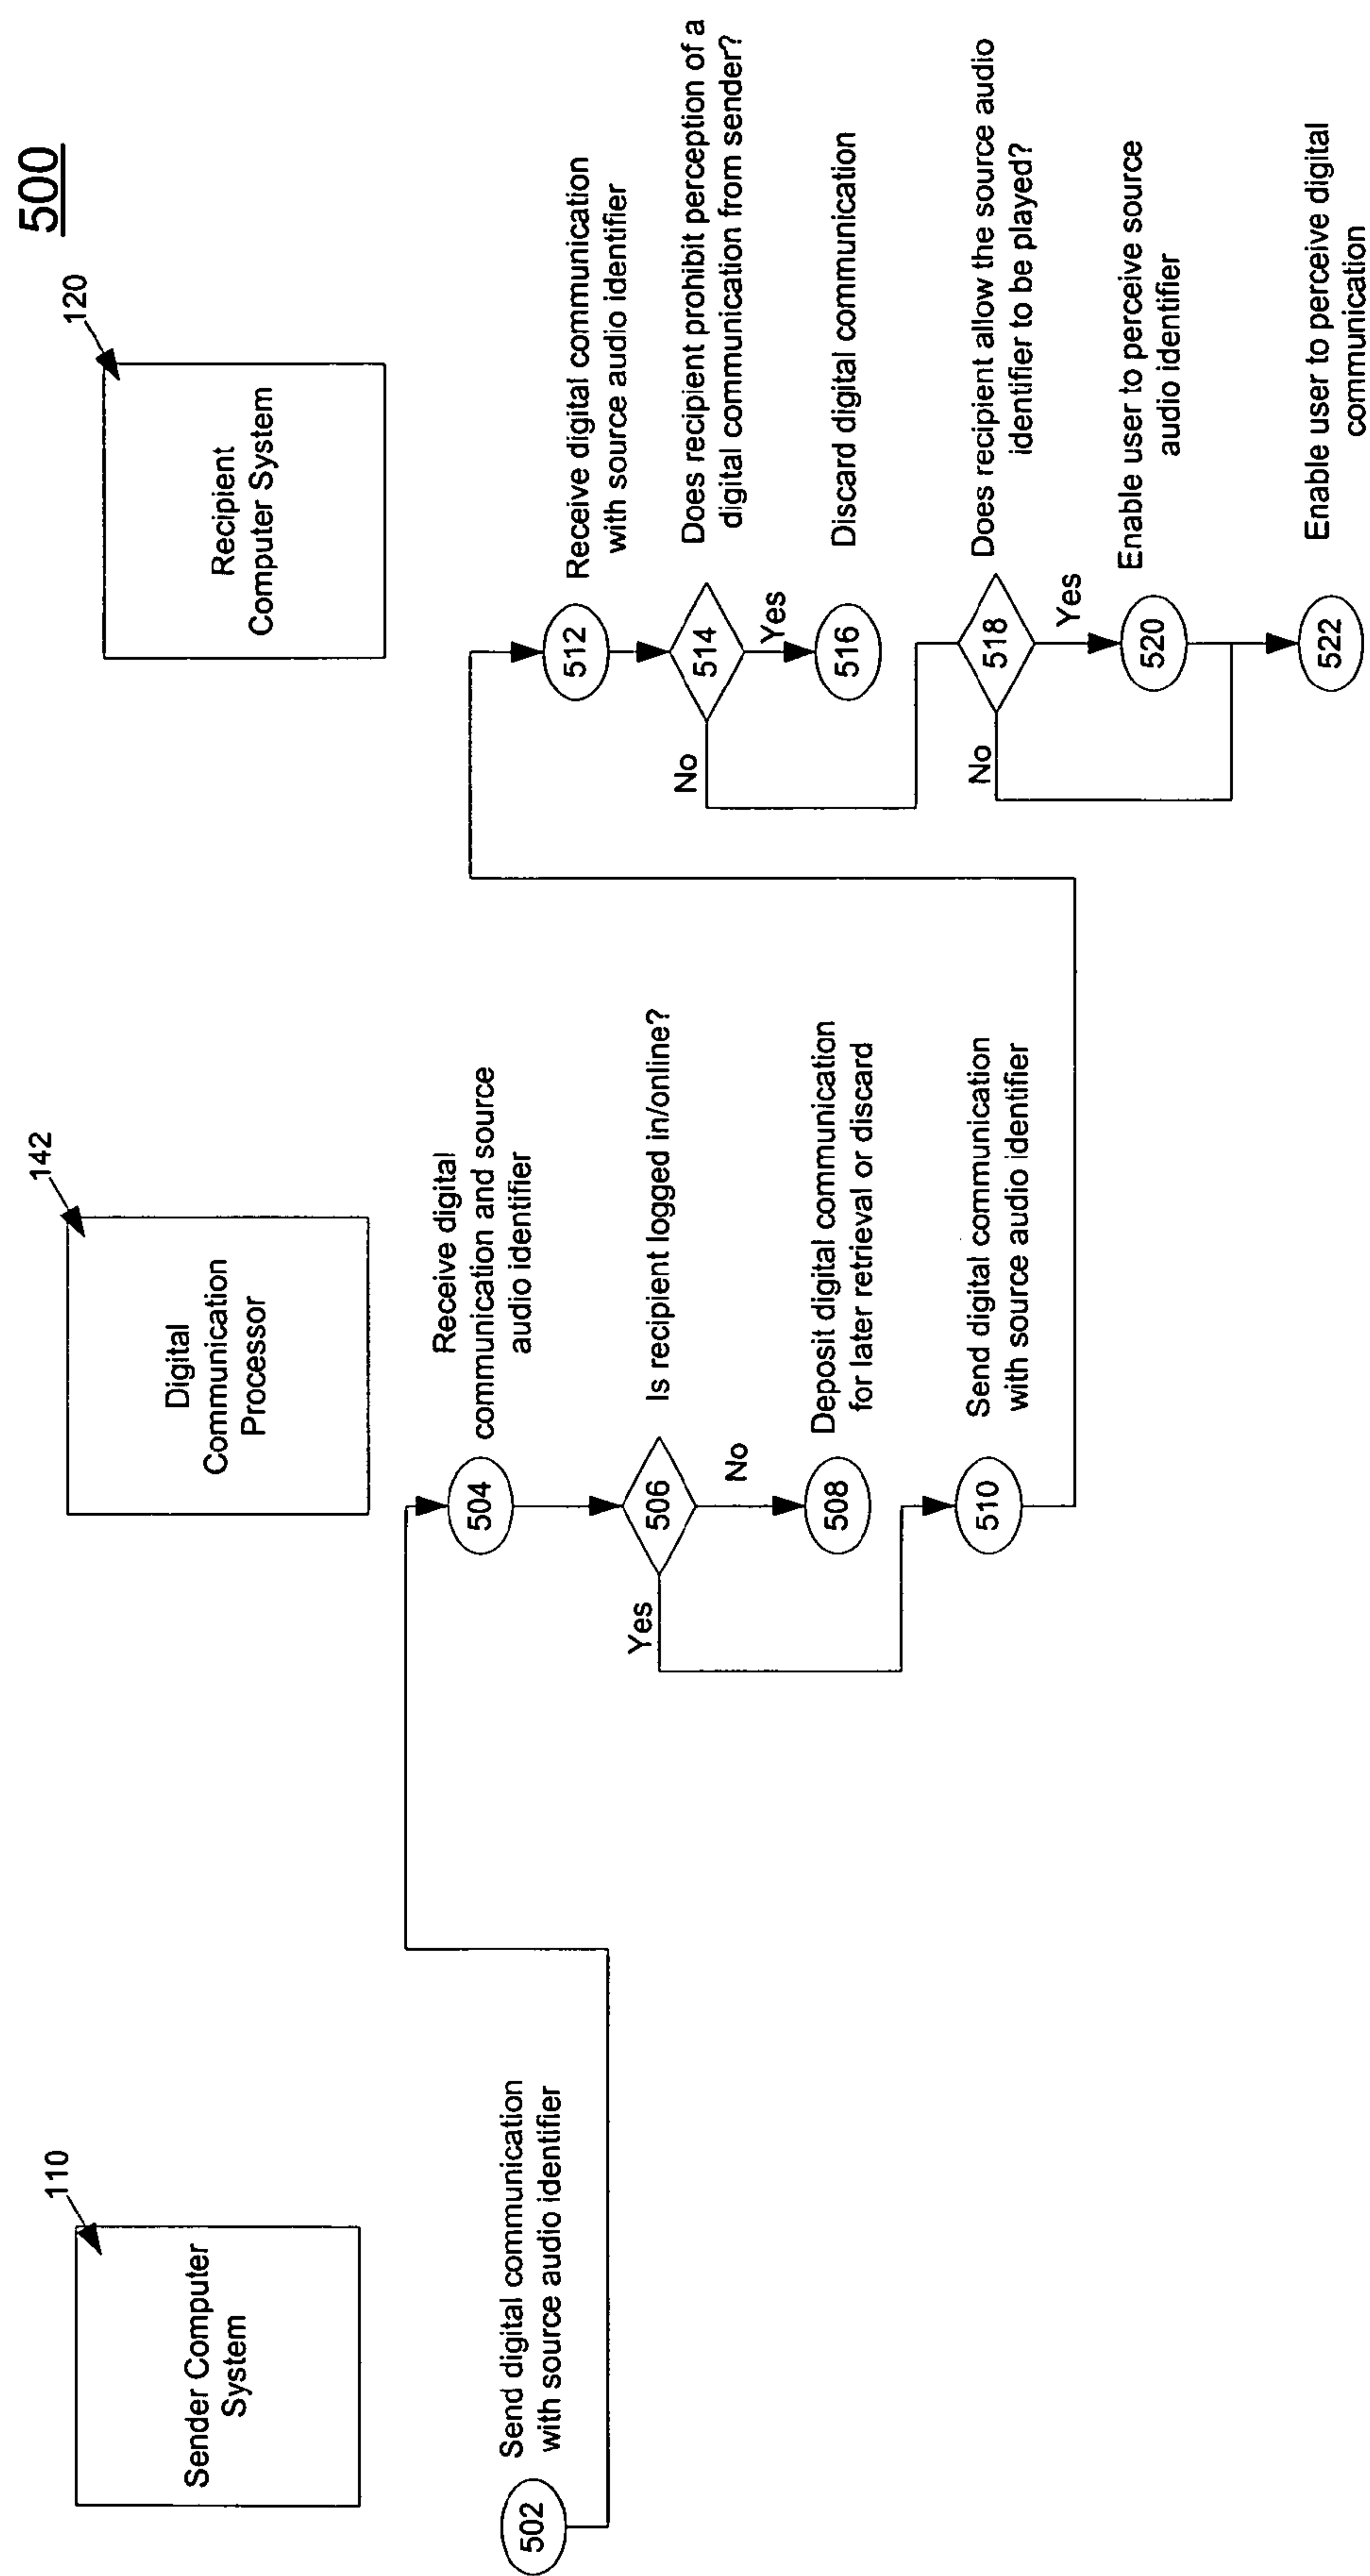 500
110
Sender Computer
System
142
Digital
Communication
Processor
120
Recipient
Computer System
502
Send digital communication
with source audio identifier
504
Receive digital
communication and source
audio identifier
506
Is recipient logged in/online?
Yes
No
508
Deposit digital communication
for later retrieval or discard
510
Send digital communication
with source audio identifier
512
Receive digital communication
with source audio identifier
514
Does recipient prohibit perception of a
digital communication from sender?
No
Yes
516
Discard digital communication
518
Does recipient allow the source audio
identifier to be played?
No
Yes
520
Enable user to perceive source
audio identifier
522
Enable user to perceive digital
communication